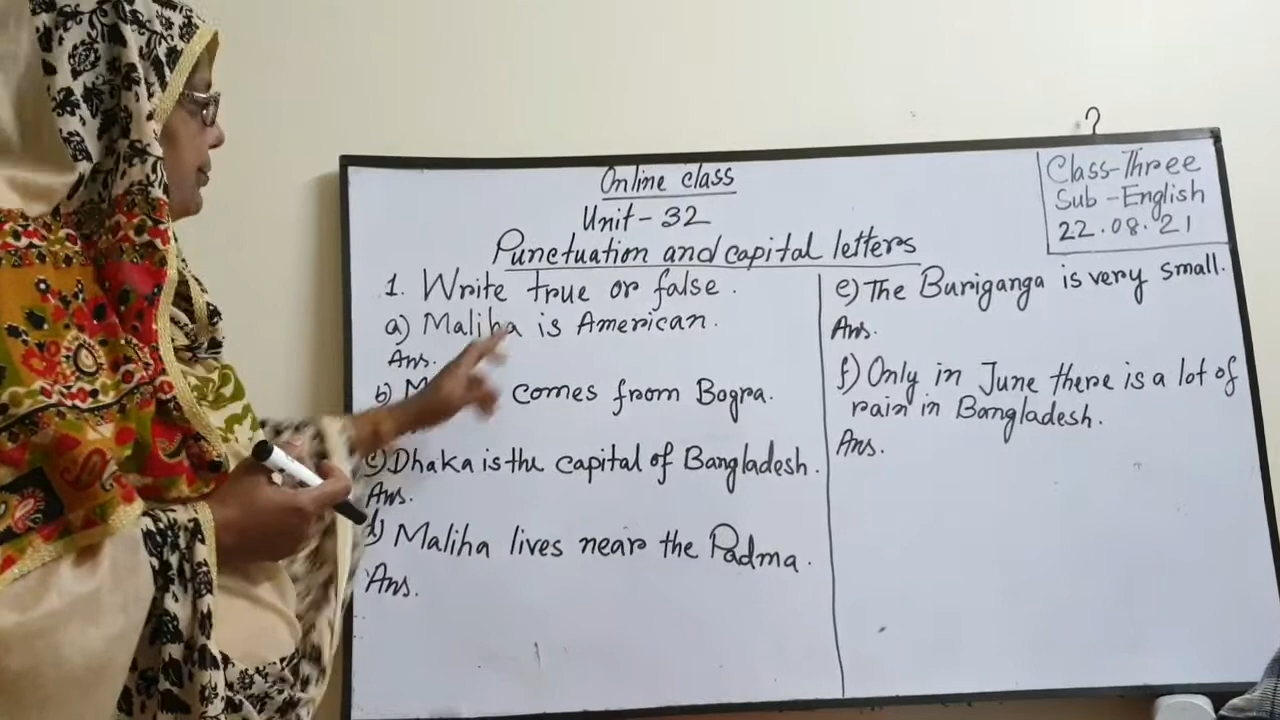 Online class
Unit-32
Punctuation and capital letters
Class-Three
Sub-English
22.08.21
1. Write true or false.
a) Maliha is American.
Ans.
b) comes from Bogra.
c) Dhaka is the capital of Bangladesh.
Ans.
d) Maliha lives near the Padma.
Ans.
e) The Buriganga is very small.
Ans.
f) Only in June there is a lot of
rain in Bangladesh.
Ans.